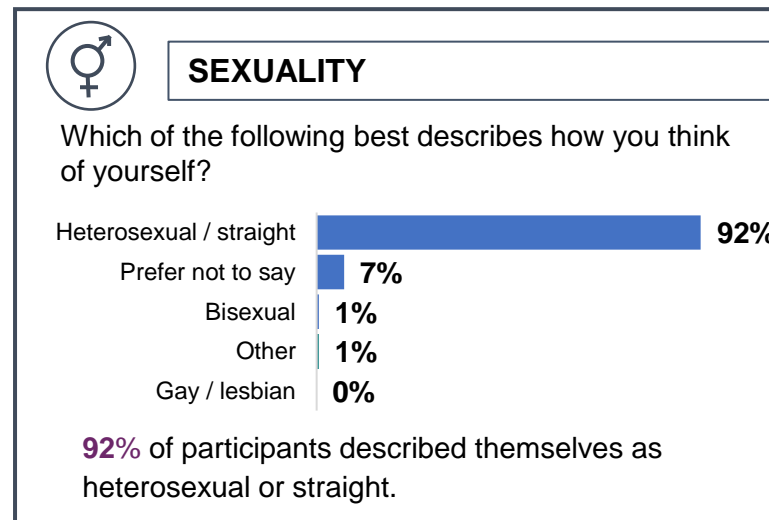 SEXUALITY
Which of the following best describes how you think
of yourself?
Heterosexual / straight 92%
Prefer not to say 7%
Bisexual 1%
Other 1%
Gay / lesbian 0%
92% of participants described themselves as
heterosexual or straight.